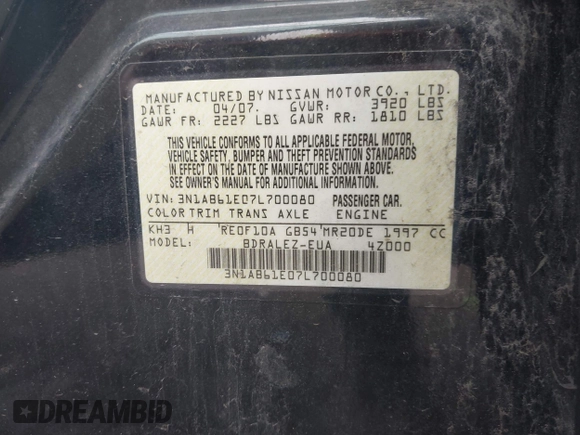 MANUFACTURED BY NISSAN MOTOR CO., LTD.
DATE: 04/07. GVWR: 3920 LBS
GAWR FR: 2227 LBS GAWR RR: 1810 LBS
THIS VEHICLE CONFORMS TO ALL APPLICABLE FEDERAL MOTOR,
VEHICLE SAFETY, BUMPER AND THEFT PREVENTION STANDARDS
IN EFFECT ON THE DATE OF MANUFACTURE SHOWN ABOVE.
SEE OWNER'S MANUAL FOR ADDITIONAL INFORMATION.
VIN: 3N1AB61E07L700080 PASSENGER CAR.
COLOR TRIM TRANS AXLE ENGINE
KH3 H RE0F10A GB54 MR20DE 1997 CC
MODEL: BDRALEZ-EUA 4Z000
3N1AB61E07L700080
DREAMBID